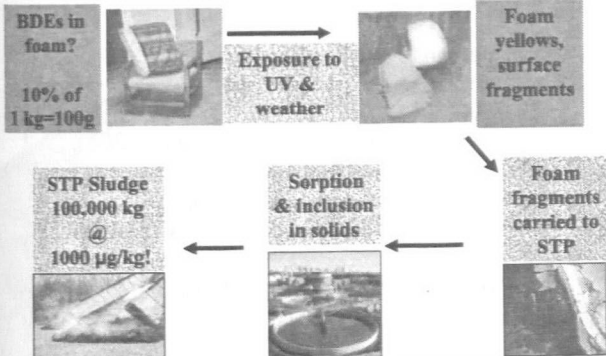 BDEs in
foam?
10% of
1 kg=100g
Exposure to
UV &
weather
Foam
yellows,
surface
fragments
Foam
fragments
carried to
STP
Sorption
& inclusion
in solids
STP Sludge
100,000 kg
@
1000 µg/kg!